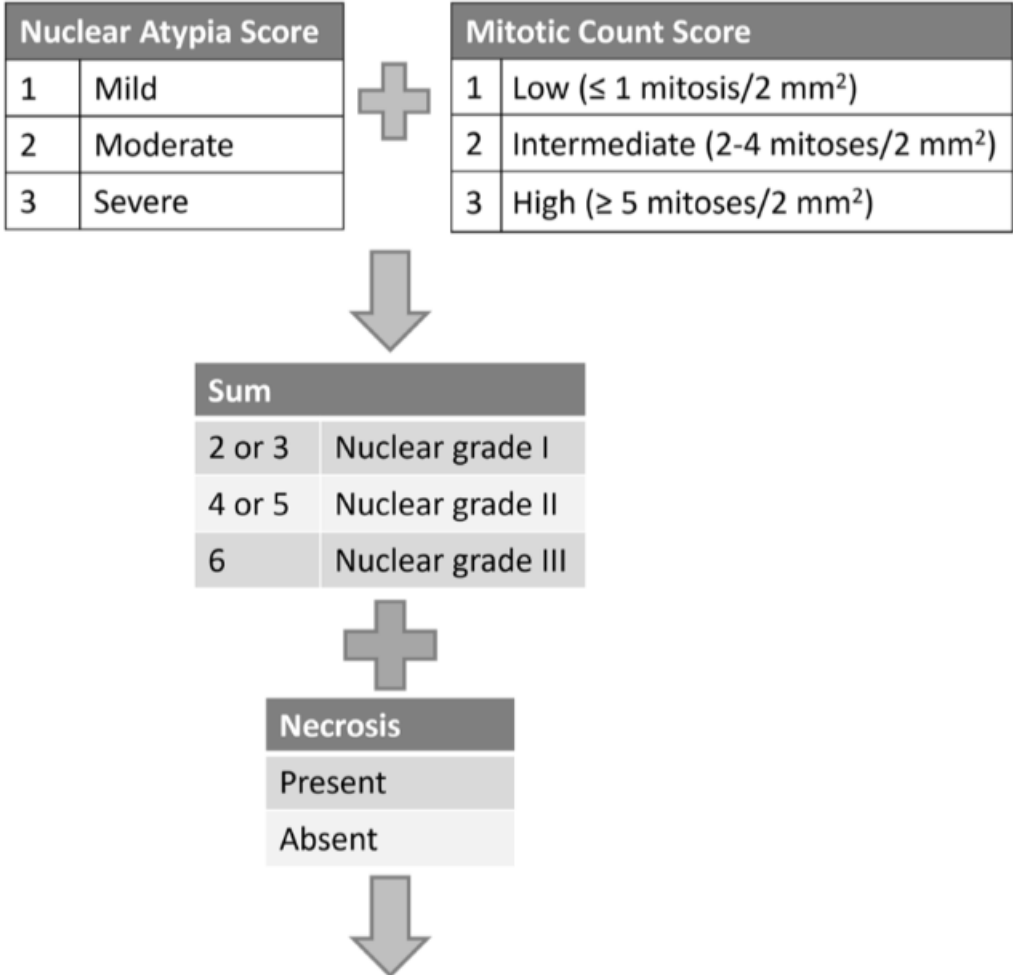 Nuclear Atypia Score
1 Mild
2 Moderate
3 Severe
Mitotic Count Score
1 Low (≤ 1 mitosis/2 mm²)
2 Intermediate (2-4 mitoses/2 mm²)
3 High (≥ 5 mitoses/2 mm²)
Sum
2 or 3 Nuclear grade I
4 or 5 Nuclear grade II
6 Nuclear grade III
Necrosis
Present
Absent